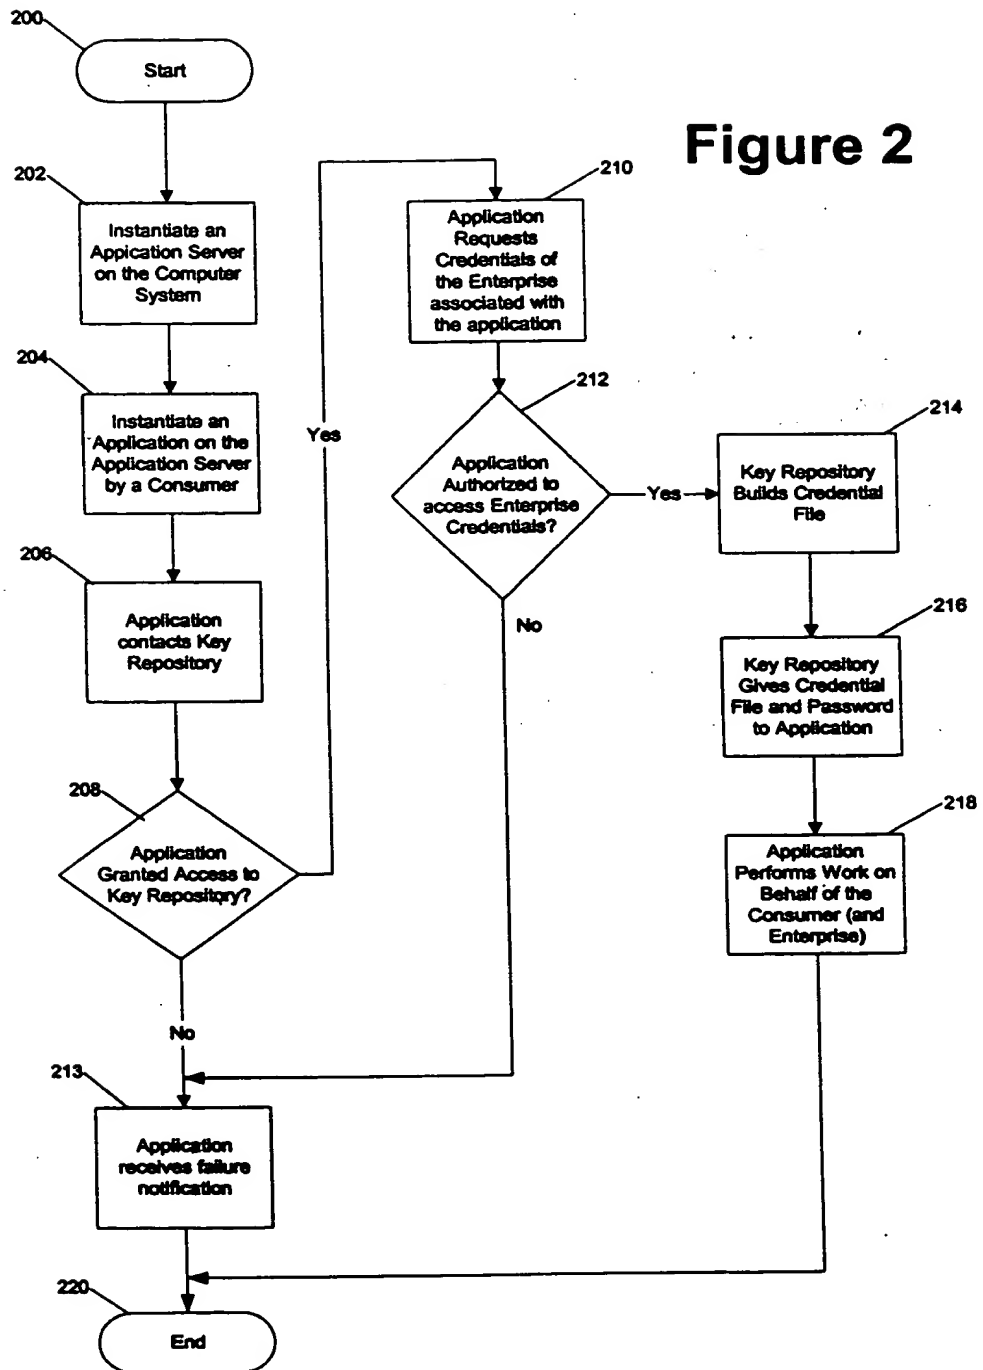 200
Start
Figure 2
202
Instantiate an
Appication Server
on the Computer
System
204
Instantiate an
Application on the
Application Server
by a Consumer
206
Application
contacts Key
Repository
208
Application
Granted Access to
Key Repository?
Yes
No
210
Application
Requests
Credentials of
the Enterprise
associated with
the application
212
Application
Authorized to
access Enterprise
Credentials?
Yes
No
213
Application
receives failure
notification
214
Key Repository
Builds Credential
File
216
Key Repository
Gives Credential
File and Password
to Application
218
Application
Performs Work on
Behalf of the
Consumer (and
Enterprise)
220
End